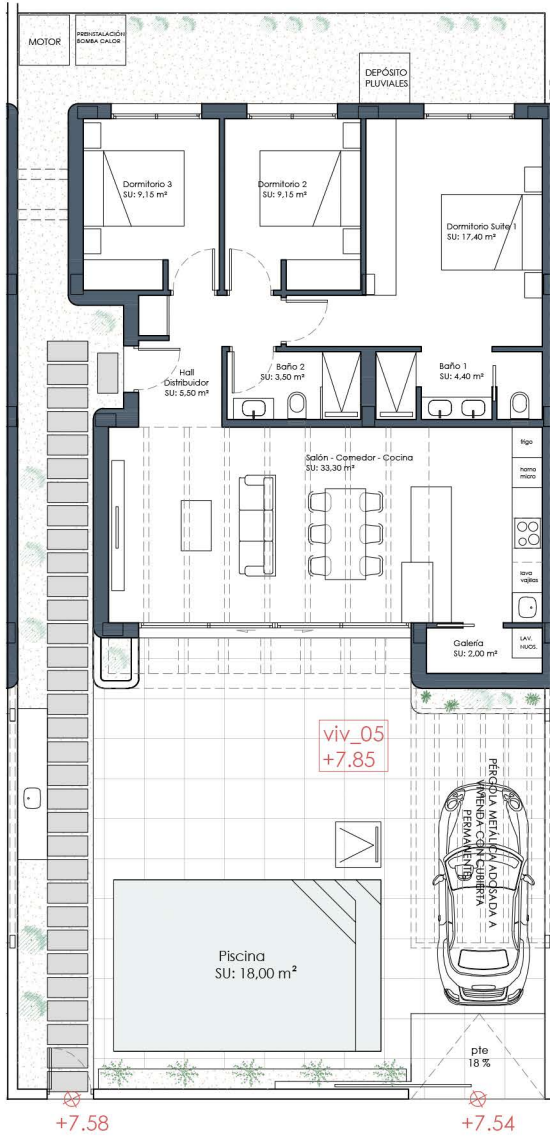 MOTOR
PREINSTALACIÓN
BOMBA CALOR
DEPÓSITO
PLUVIALES
Dormitorio 3
SU: 9,15 m²
Dormitorio 2
SU: 9,15 m²
Dormitorio Suite 1
SU: 17,40 m²
Hall
Distribuidor
SU: 5,50 m²
Baño 2
SU: 3,50 m²
Baño 1
SU: 4,40 m²
Salón - Comedor - Cocina
SU: 33,30 m²
frigo
horno
micro
lava
vajillas
Galería
SU: 2,00 m²
LAV.
NUOS.
viv_05
+7.85
PÉRGOLA METÁLICA ADOSADA A
VIVIENDA CON CUBIERTA
PERMANENTE
Piscina
SU: 18,00 m²
pte
18 %
+7.58
+7.54